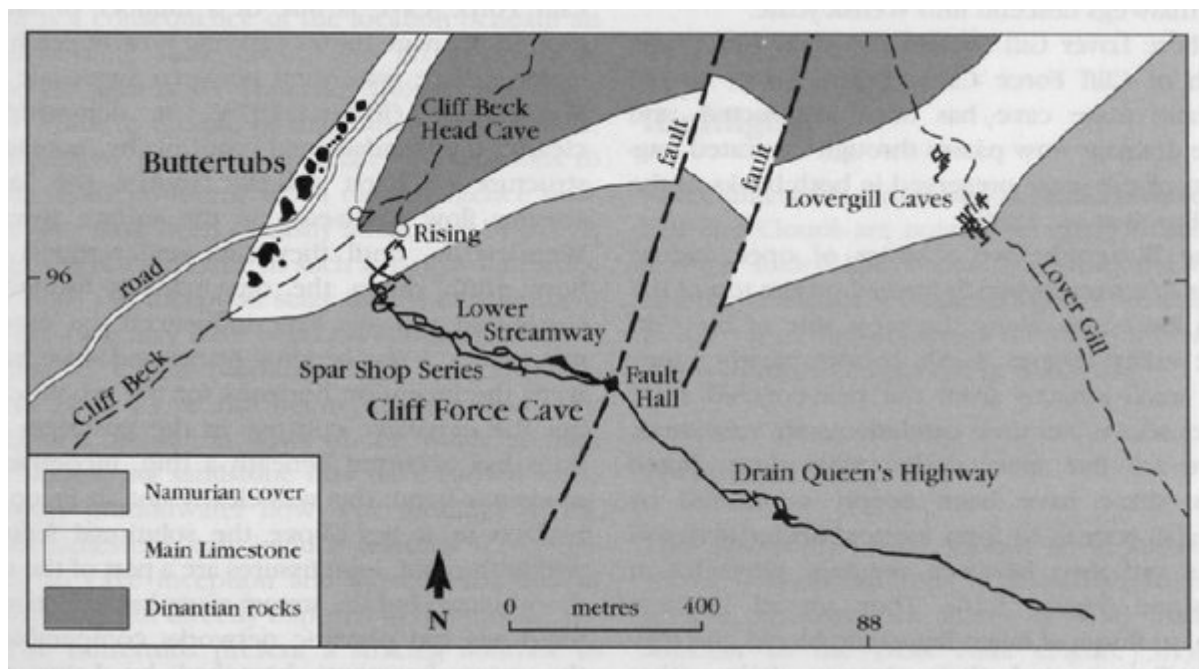 Cliff Beck
Head Cave
Buttertubs
fault
fault
Lovergill Caves
Rising
96
road
Lover Gill
Lower
Streamway
Spar Shop Series
Fault
Hall
Cliff Beck
Cliff Force Cave
Drain Queen's Highway
Namurian cover
Main Limestone
Dinantian rocks
N
0 metres 400
88